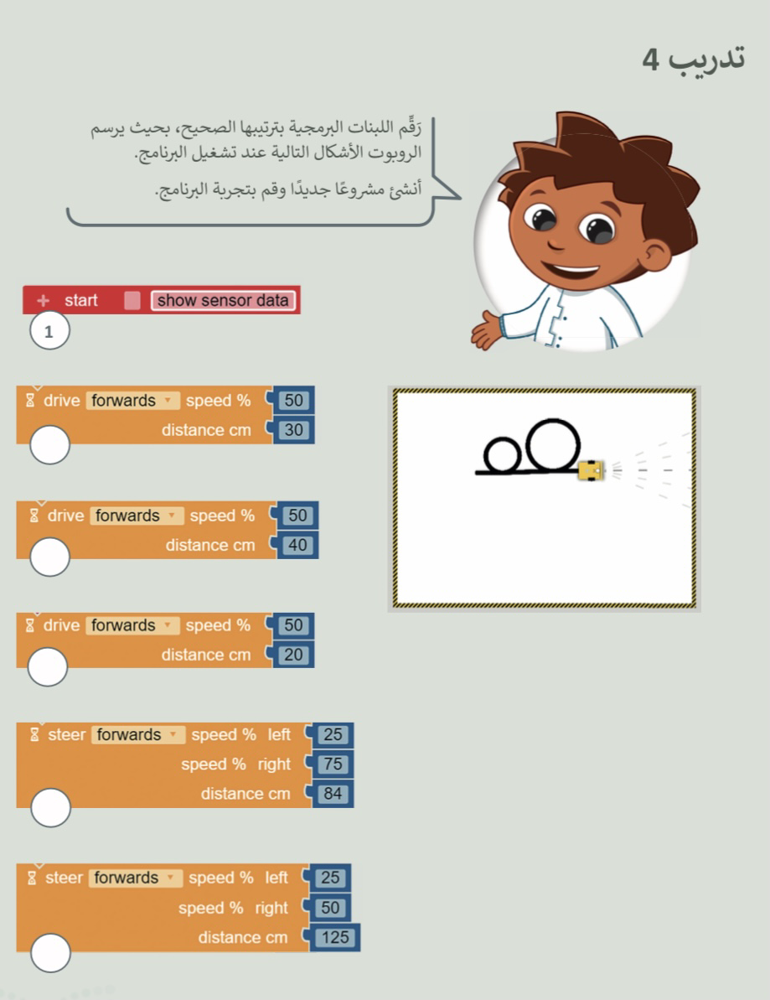 تدريب 4
رَقِّم اللبنات البرمجية بترتيبها الصحيح، بحيث يرسم
الروبوت الأشكال التالية عند تشغيل البرنامج.
أنشئ مشروعًا جديدًا وقم بتجربة البرنامج.
+ start show sensor data
1
drive forwards speed % 50
distance cm 30
drive forwards speed % 50
distance cm 40
drive forwards speed % 50
distance cm 20
steer forwards speed % left 25
speed % right 75
distance cm 84
steer forwards speed % left 25
speed % right 50
distance cm 125